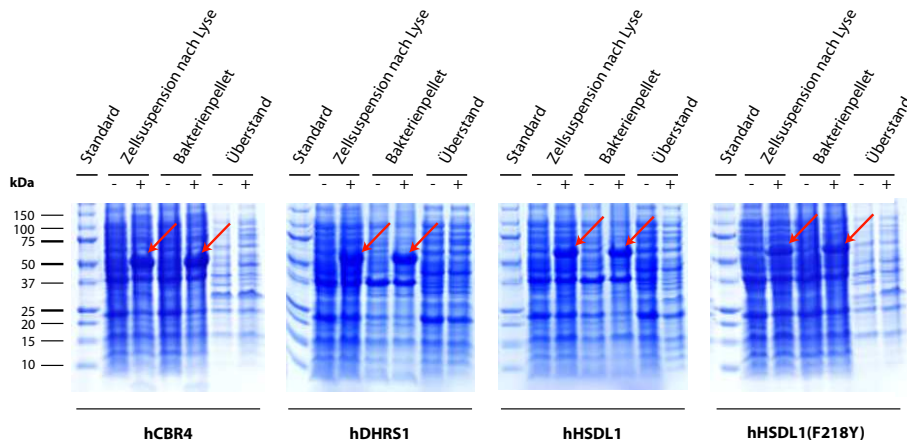 Standard
Zellsuspension nach Lyse
Bakterienpellet
Überstand
Standard
Zellsuspension nach Lyse
Bakterienpellet
Überstand
Standard
Zellsuspension nach Lyse
Bakterienpellet
Überstand
Standard
Zellsuspension nach Lyse
Bakterienpellet
Überstand
kDa
- + - + - +
- + - + - +
- + - + - +
- + - + - +
150
100
75
50
37
25
20
15
10
hCBR4
hDHRS1
hHSDL1
hHSDL1(F218Y)